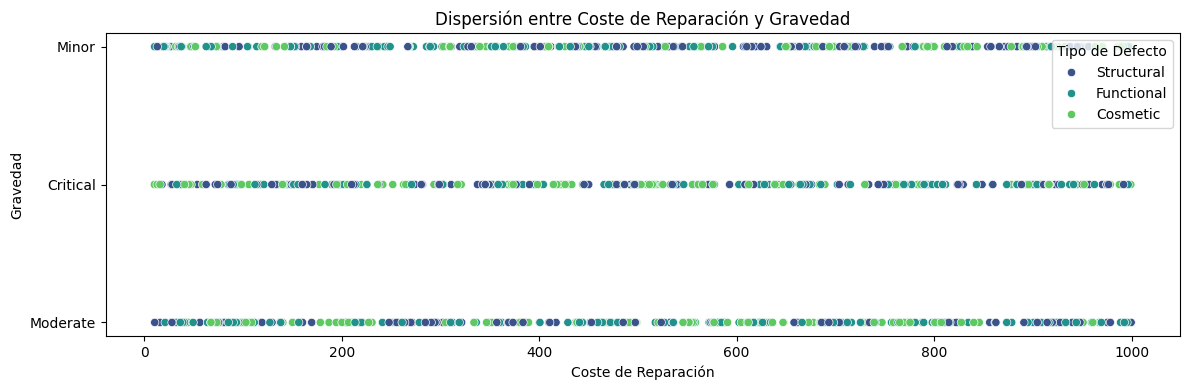 Dispersión entre Coste de Reparación y Gravedad
Gravedad
Minor
Critical
Moderate
Tipo de Defecto
Structural
Functional
Cosmetic
0
200
400
600
800
1000
Coste de Reparación